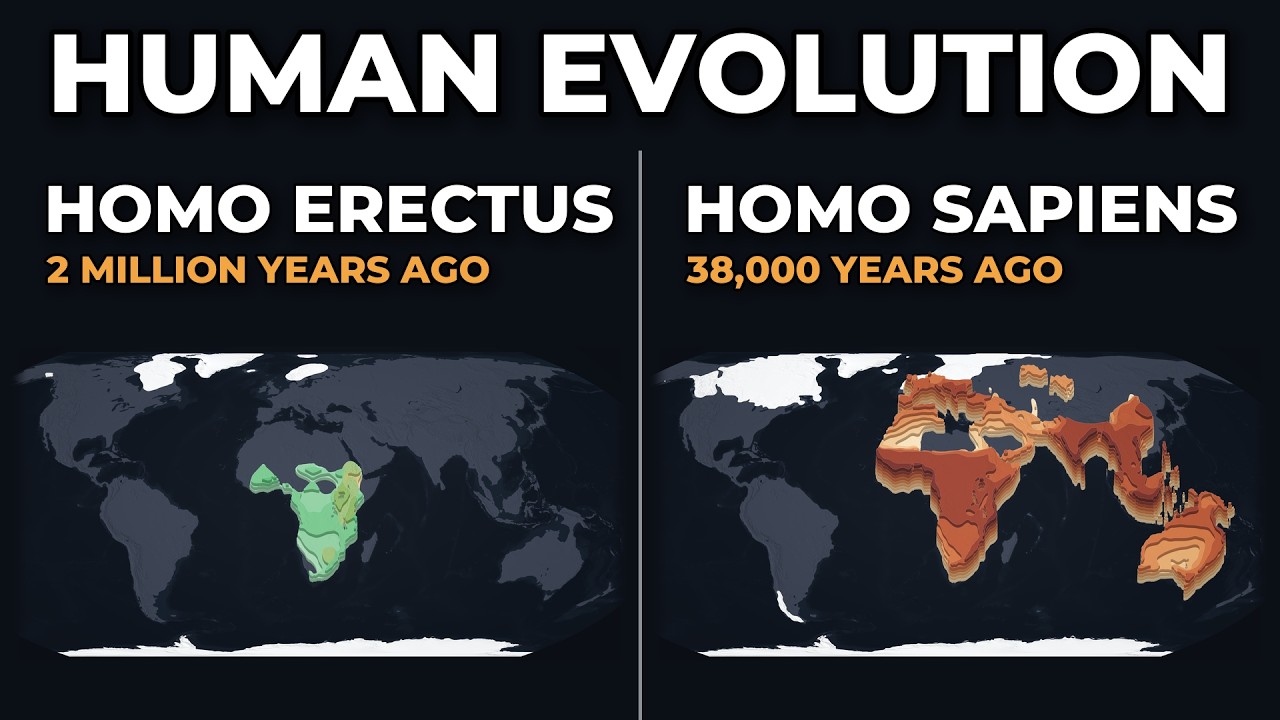 HUMAN EVOLUTION
HOMO ERECTUS
2 MILLION YEARS AGO
HOMO SAPIENS
38,000 YEARS AGO